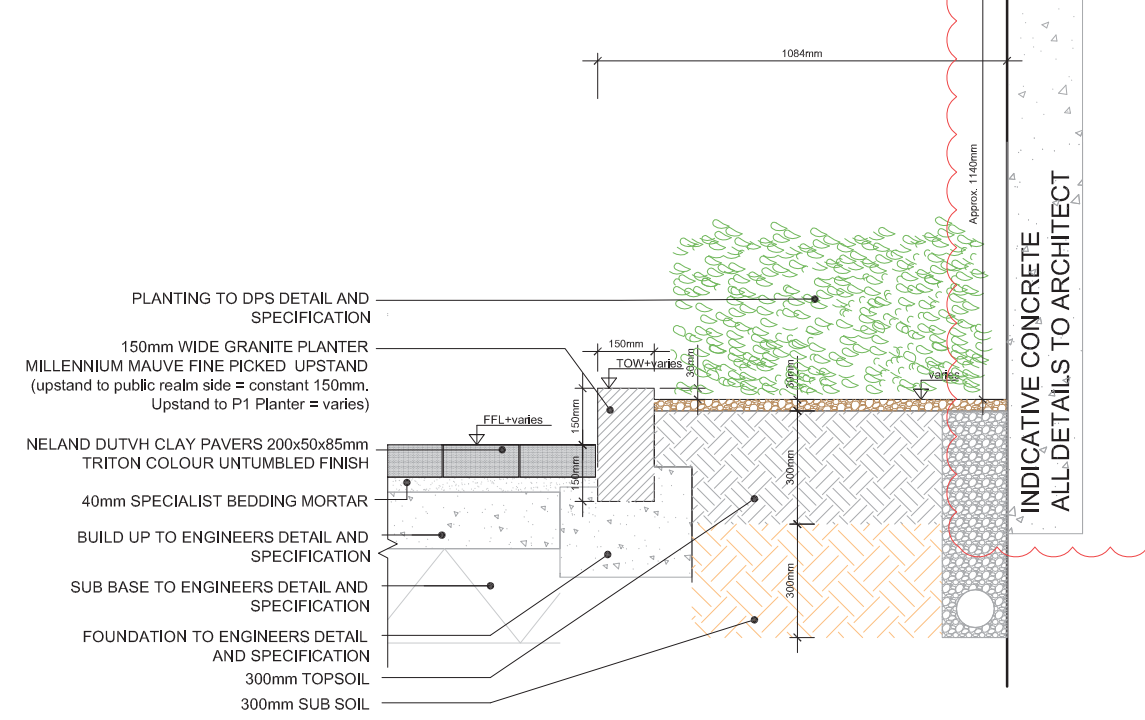 1084mm
Approx. 1140mm
INDICATIVE CONCRETE
ALL DETAILS TO ARCHITECT
PLANTING TO DPS DETAIL AND
SPECIFICATION
150mm WIDE GRANITE PLANTER
MILLENNIUM MAUVE FINE PICKED UPSTAND
(upstand to public realm side = constant 150mm.
Upstand to P1 Planter = varies)
NELAND DUTVH CLAY PAVERS 200x50x85mm
TRITON COLOUR UNTUMBLED FINISH
40mm SPECIALIST BEDDING MORTAR
BUILD UP TO ENGINEERS DETAIL AND
SPECIFICATION
SUB BASE TO ENGINEERS DETAIL AND
SPECIFICATION
FOUNDATION TO ENGINEERS DETAIL
AND SPECIFICATION
300mm TOPSOIL
300mm SUB SOIL
150mm
TOW+varies
30mm
30mm
varies
FFL+varies
150mm
150mm
300mm
300mm